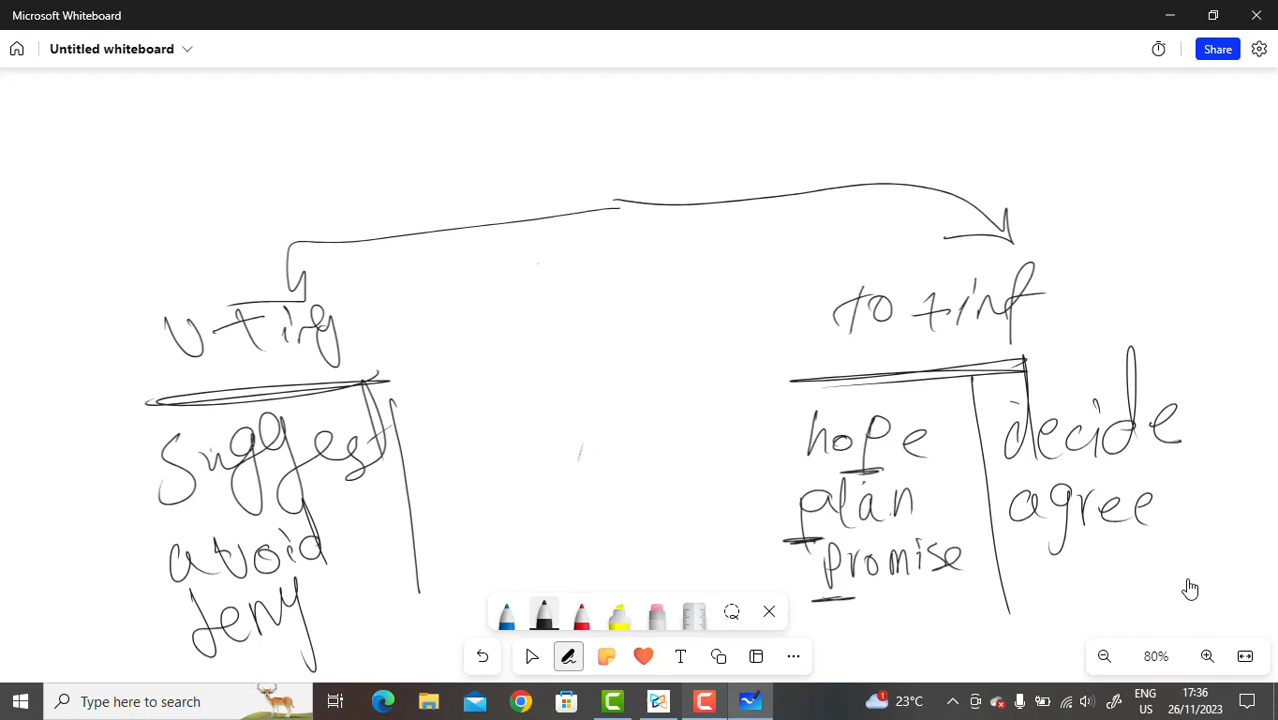 Microsoft Whiteboard
Untitled whiteboard
Share
v+ing
to + inf
suggest
avoid
deny
hope
plan
promise
decide
agree
80%
Type here to search
1
23°C
ENG
US
17:36
26/11/2023